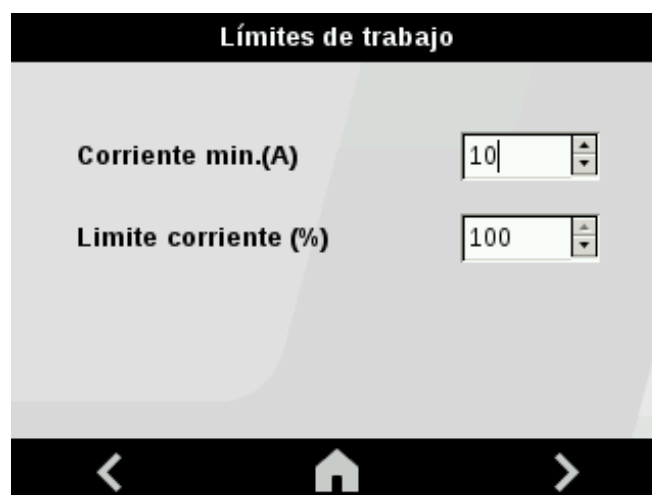 Límites de trabajo
Corriente min.(A) 10
Limite corriente (%) 100